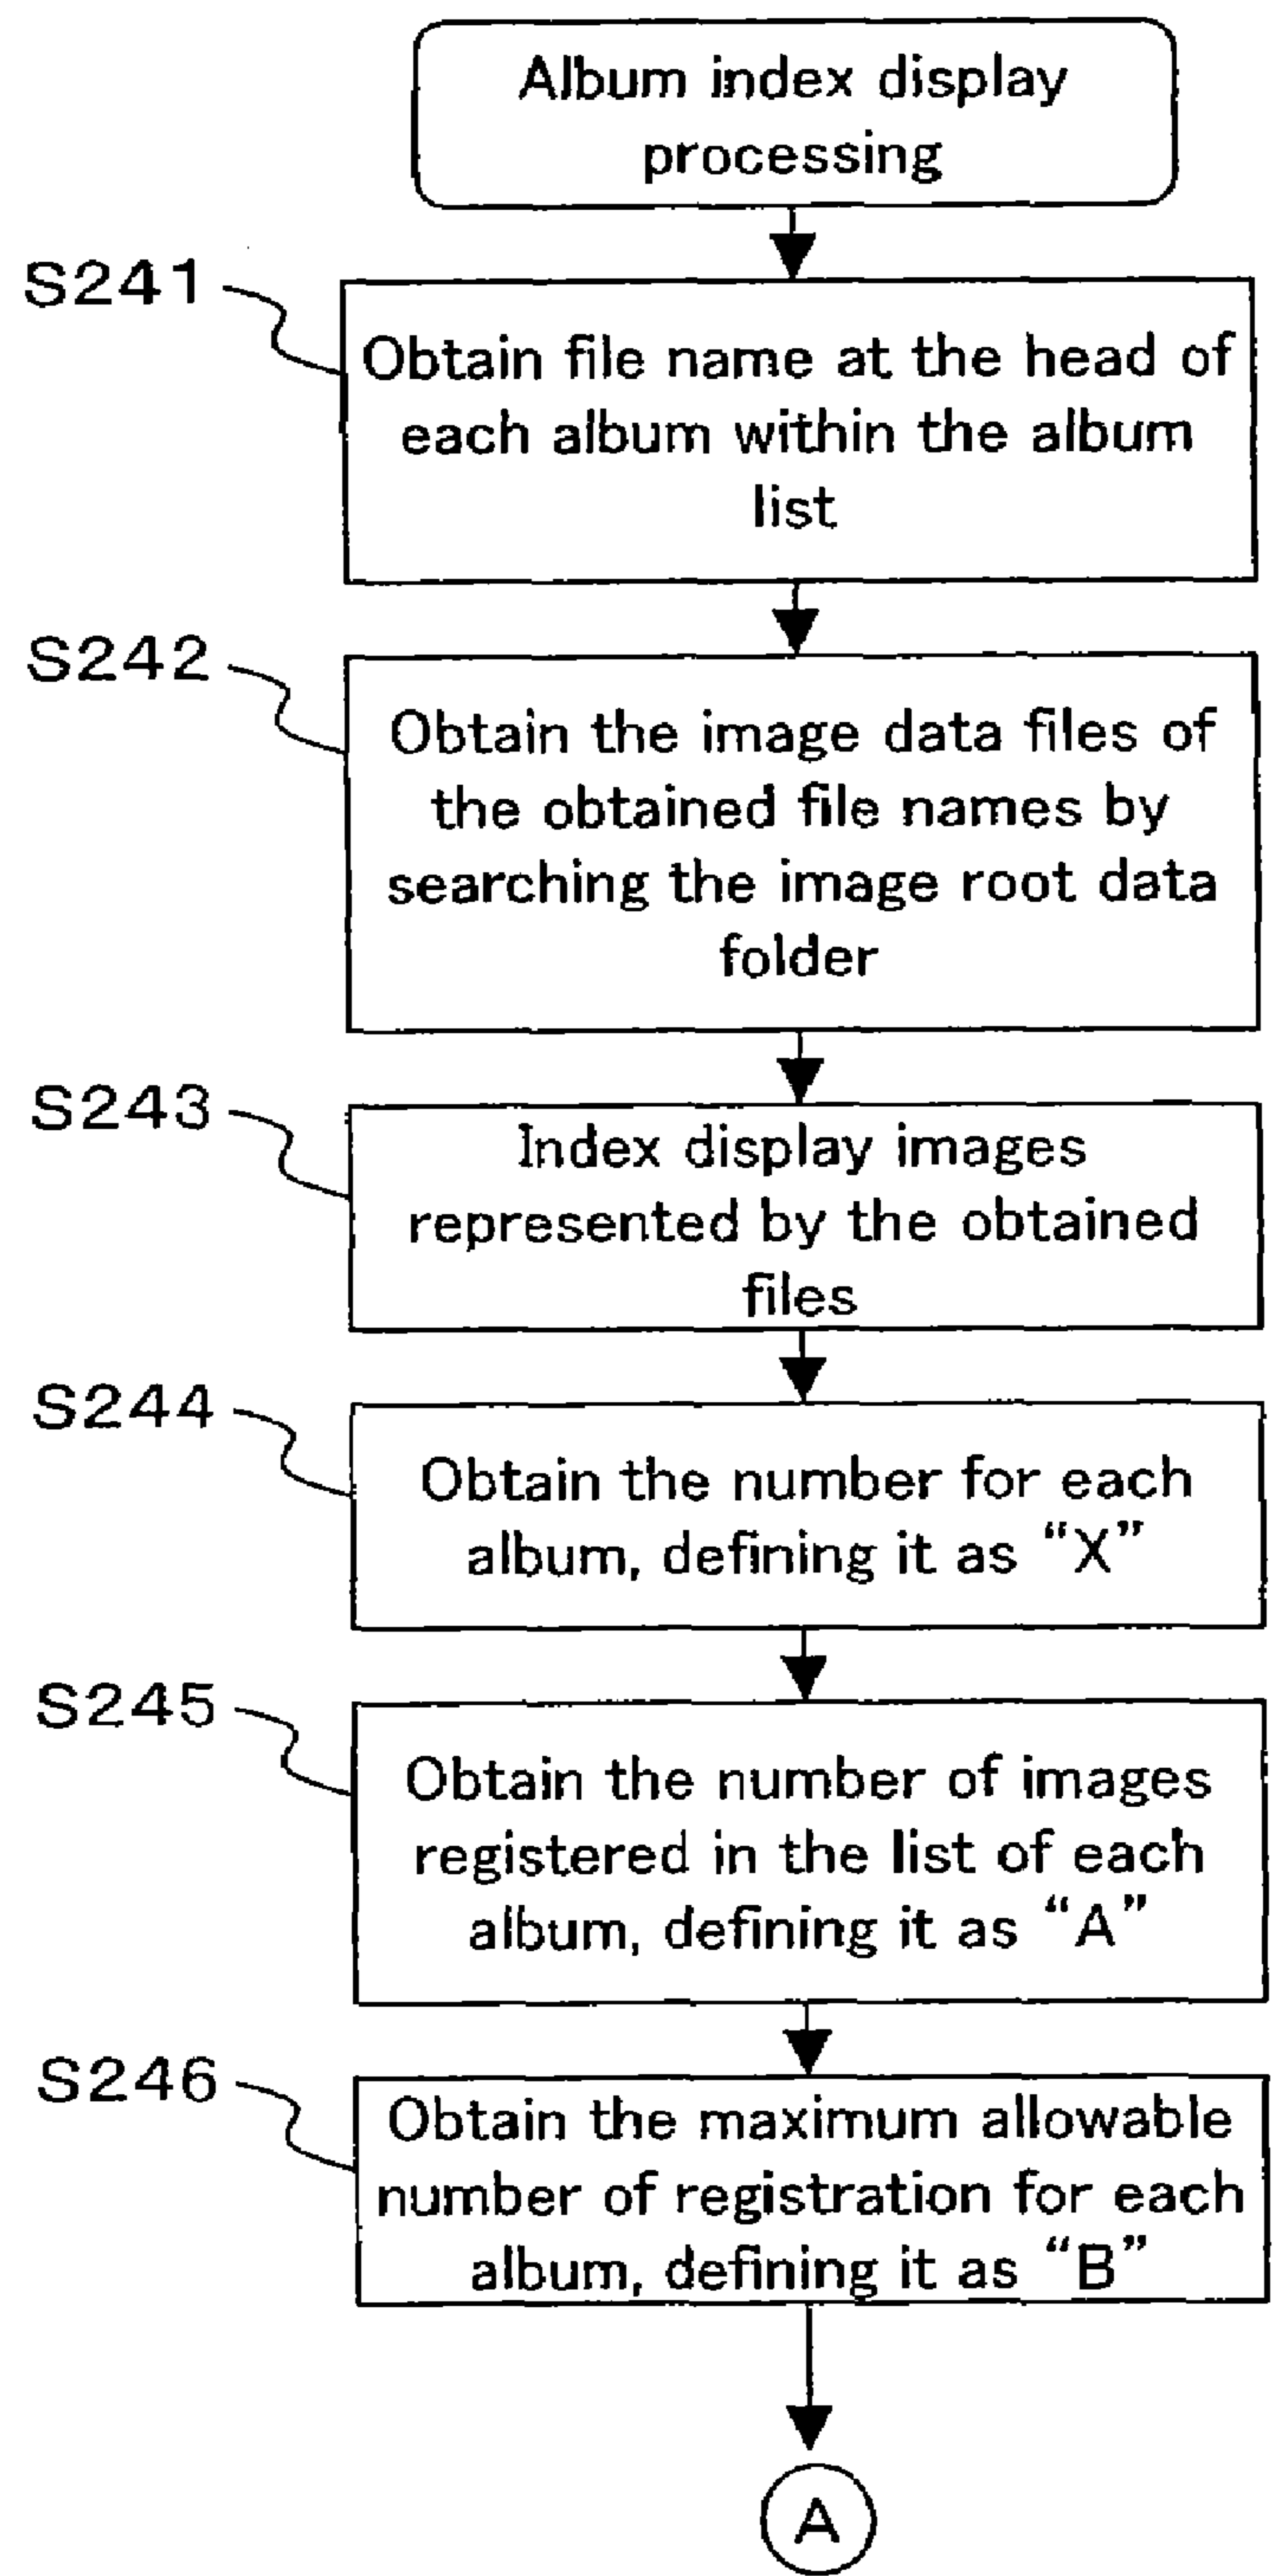 Album index display
processing
S241
Obtain file name at the head of
each album within the album
list
S242
Obtain the image data files of
the obtained file names by
searching the image root data
folder
S243
Index display images
represented by the obtained
files
S244
Obtain the number for each
album, defining it as “X”
S245
Obtain the number of images
registered in the list of each
album, defining it as “A”
S246
Obtain the maximum allowable
number of registration for each
album, defining it as “B”
A